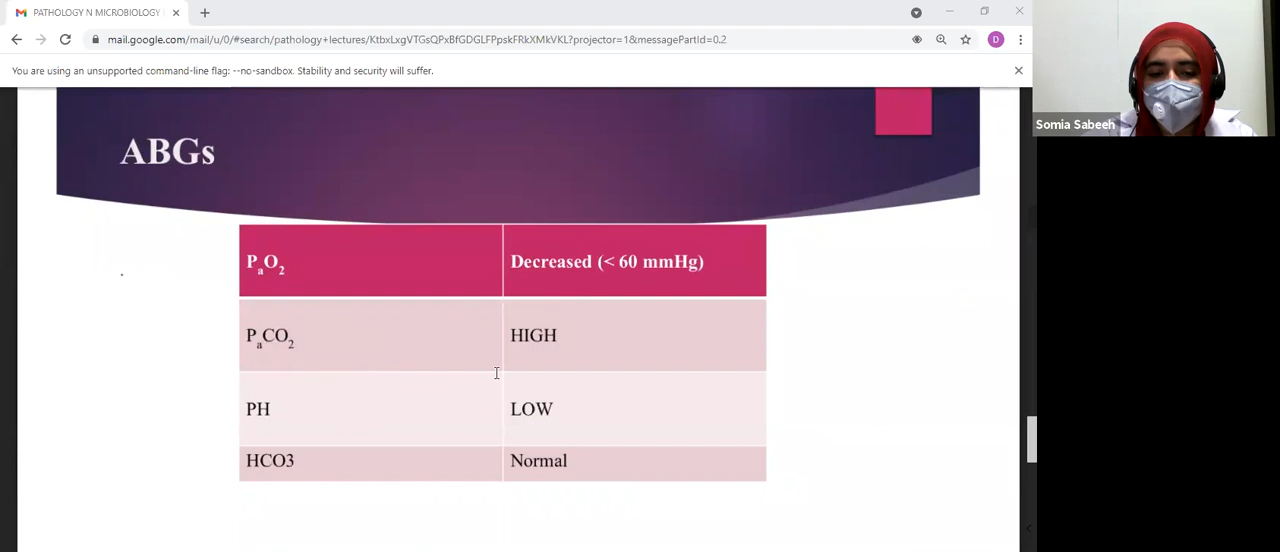 PATHOLOGY N MICROBIOLOGY
mail.google.com/mail/u/0/#search/pathology+lectures/KtbxLxgVTGsQPxBfGDGLFPpskFRkXMkVKL?projector=1&messagePartId=0.2
D
You are using an unsupported command-line flag: --no-sandbox. Stability and security will suffer.
Somia Sabeeh
ABGs
PaO2 Decreased (< 60 mmHg)
PaCO2 HIGH
PH LOW
HCO3 Normal